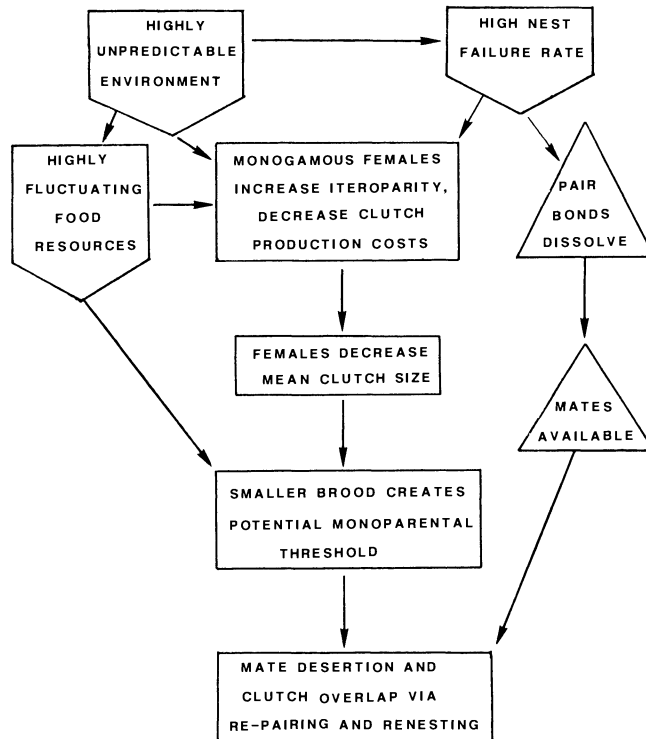 HIGHLY
UNPREDICTABLE
ENVIRONMENT
HIGH NEST
FAILURE RATE
HIGHLY
FLUCTUATING
FOOD
RESOURCES
MONOGAMOUS FEMALES
INCREASE ITEROPARITY,
DECREASE CLUTCH
PRODUCTION COSTS
PAIR
BONDS
DISSOLVE
FEMALES DECREASE
MEAN CLUTCH SIZE
MATES
AVAILABLE
SMALLER BROOD CREATES
POTENTIAL MONOPARENTAL
THRESHOLD
MATE DESERTION AND
CLUTCH OVERLAP VIA
RE-PAIRING AND RENESTING